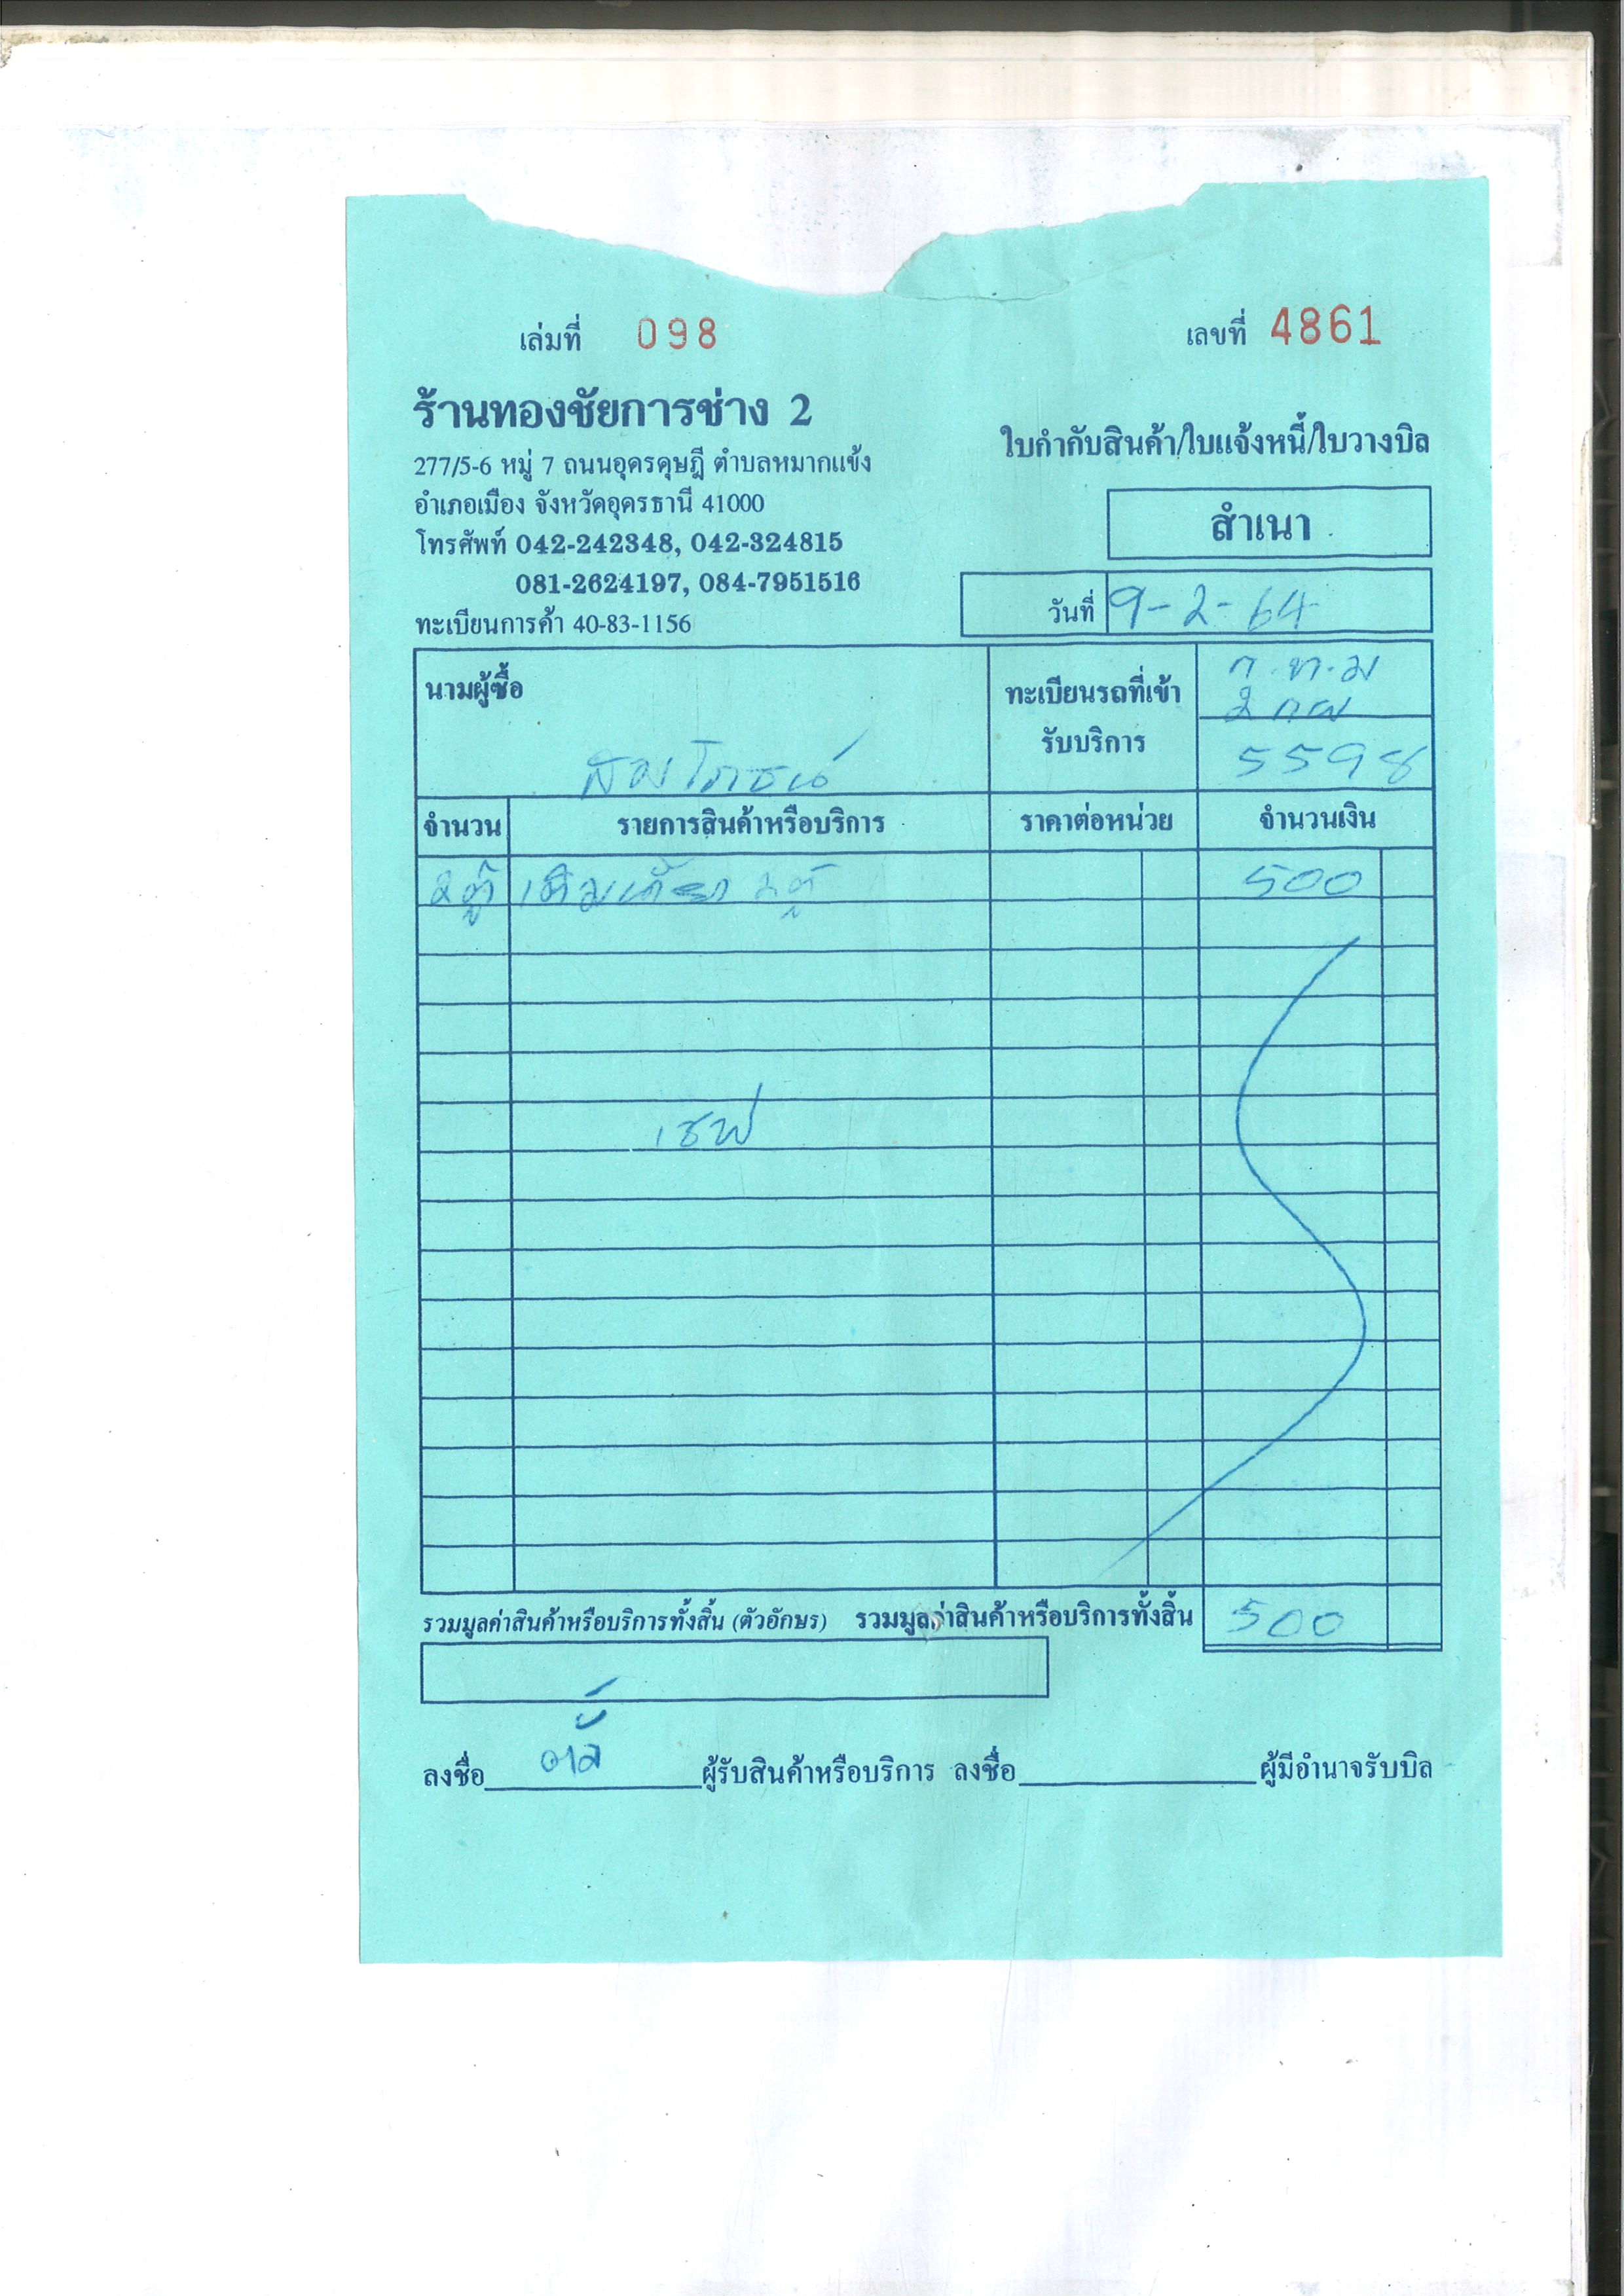 เล่มที่ 098 เลขที่ 4861
ร้านทองชัยการช่าง 2
277/5-6 หมู่ 7 ถนนอุดรดุษฎี ตำบลหมากแข้ง
อำเภอเมือง จังหวัดอุดรธานี 41000
โทรศัพท์ 042-242348, 042-324815
081-2624197, 084-7951516
ทะเบียนการค้า 40-83-1156
ใบกำกับสินค้า/ใบแจ้งหนี้/ใบวางบิล
สำเนา
วันที่ 9-2-64
นามผู้ซื้อ
สัมโภชน์
ทะเบียนรถที่เข้า
รับบริการ
ก.ท.ม
2 กฌ
5598
จำนวน รายการสินค้าหรือบริการ ราคาต่อหน่วย จำนวนเงิน
500
เชฟ
รวมมูลค่าสินค้าหรือบริการทั้งสิ้น (ตัวอักษร) รวมมูลค่าสินค้าหรือบริการทั้งสิ้น 500
ลงชื่อ ผู้รับสินค้าหรือบริการ ลงชื่อ ผู้มีอำนาจรับบิล